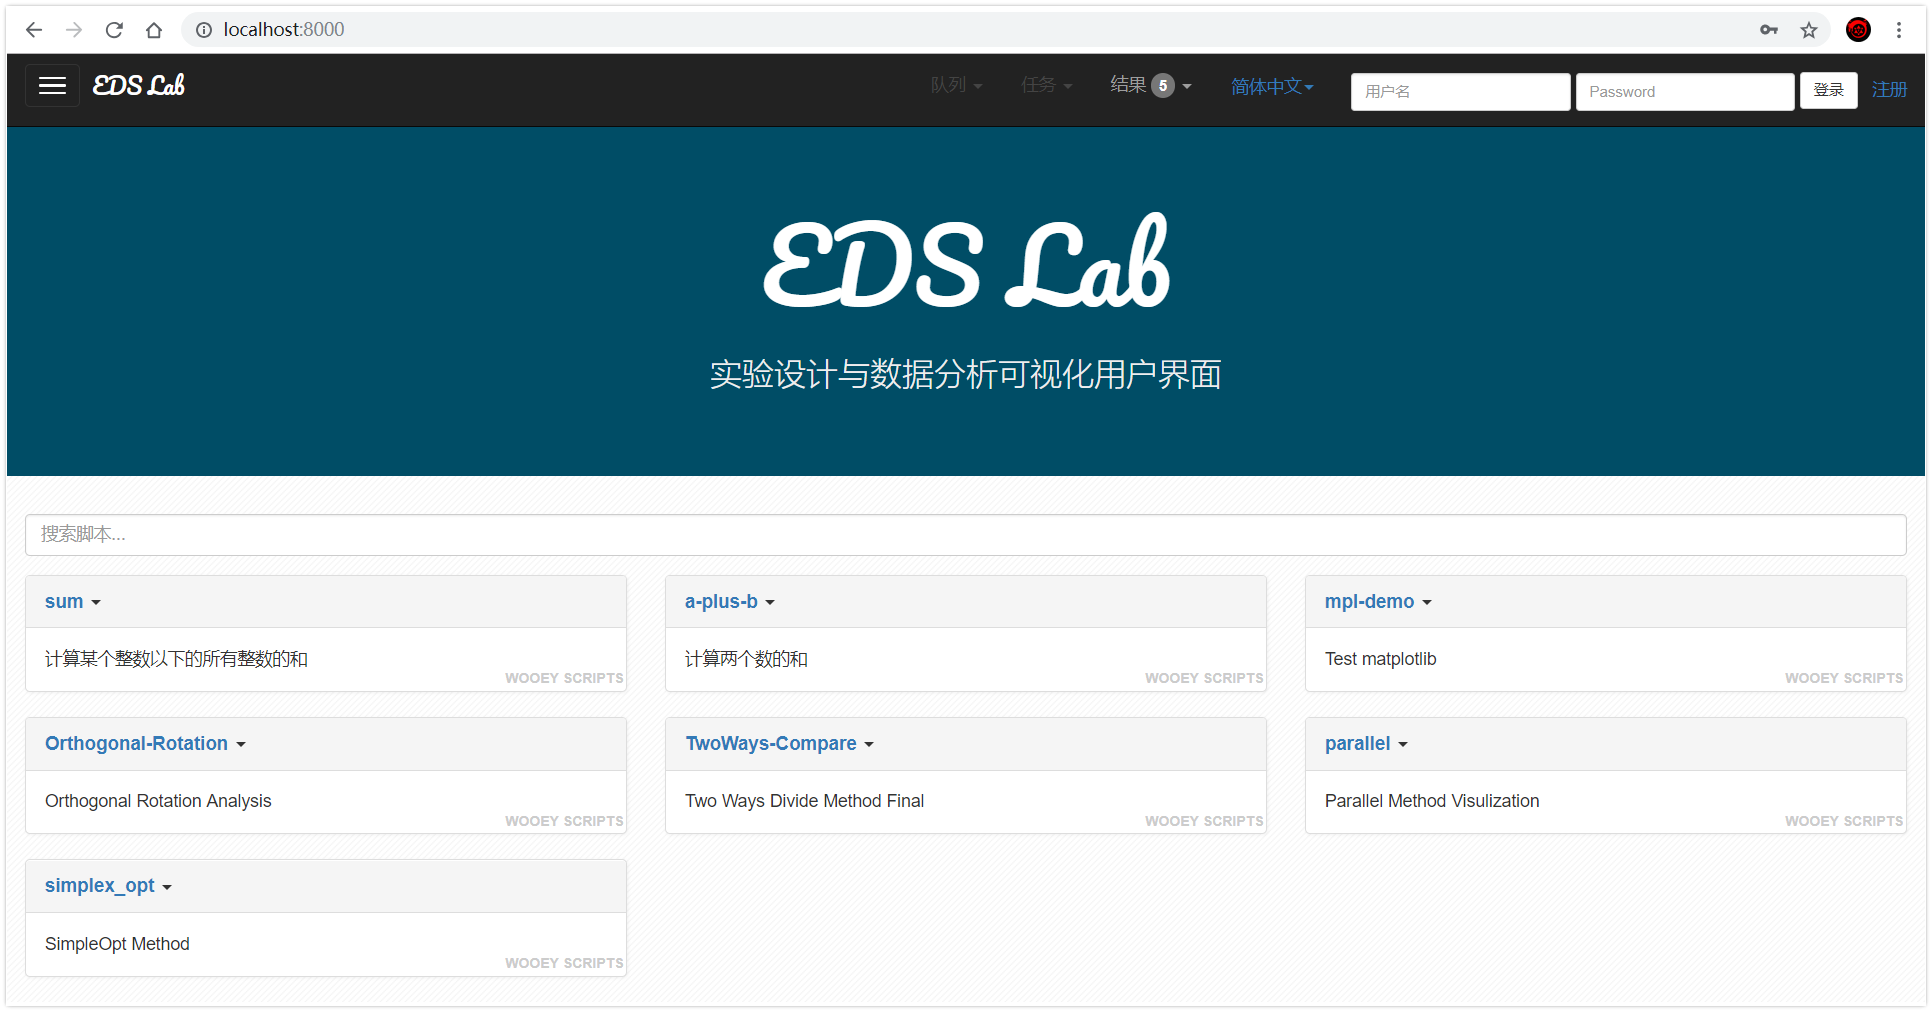 localhost:8000
EDS Lab 队列 任务 结果 5 简体中文 用户名 Password 登录 注册
EDS Lab
实验设计与数据分析可视化用户界面
搜索脚本...
sum
计算某个整数以下的所有整数的和
WOOEY SCRIPTS
a-plus-b
计算两个数的和
WOOEY SCRIPTS
mpl-demo
Test matplotlib
WOOEY SCRIPTS
Orthogonal-Rotation
Orthogonal Rotation Analysis
WOOEY SCRIPTS
TwoWays-Compare
Two Ways Divide Method Final
WOOEY SCRIPTS
parallel
Parallel Method Visulization
WOOEY SCRIPTS
simplex_opt
SimpleOpt Method
WOOEY SCRIPTS